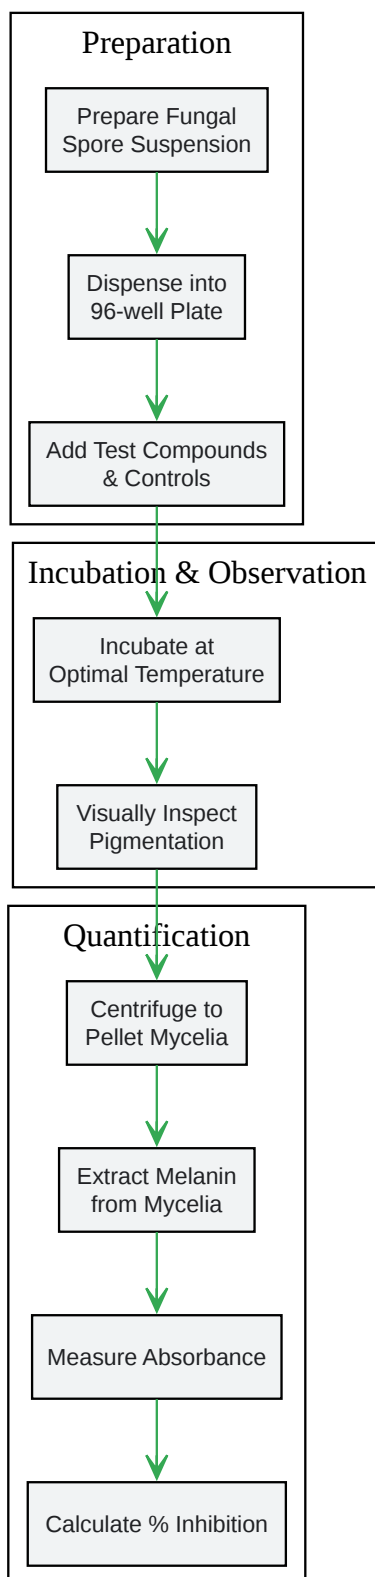 Preparation
Prepare Fungal
Spore Suspension
Dispense into
96-well Plate
Add Test Compounds
& Controls
Incubation & Observation
Incubate at
Optimal Temperature
Visually Inspect
Pigmentation
Quantification
Centrifuge to
Pellet Mycelia
Extract Melanin
from Mycelia
Measure Absorbance
Calculate % Inhibition